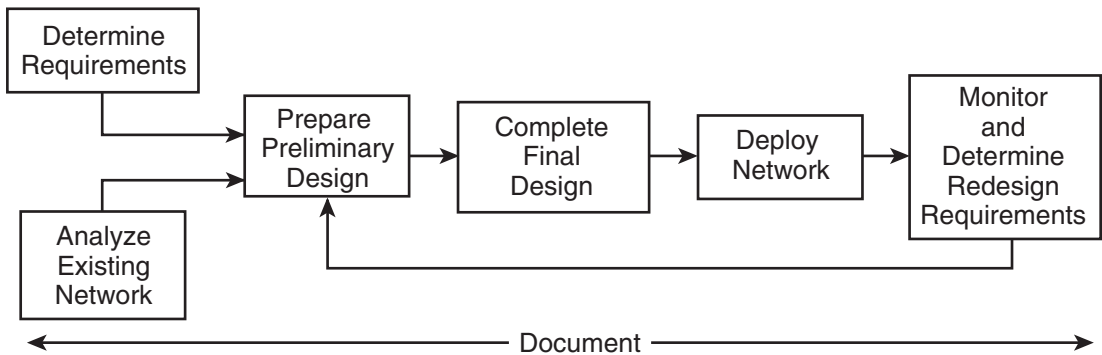 Determine
Requirements
Analyze
Existing
Network
Prepare
Preliminary
Design
Complete
Final
Design
Deploy
Network
Monitor
and
Determine
Redesign
Requirements
Document